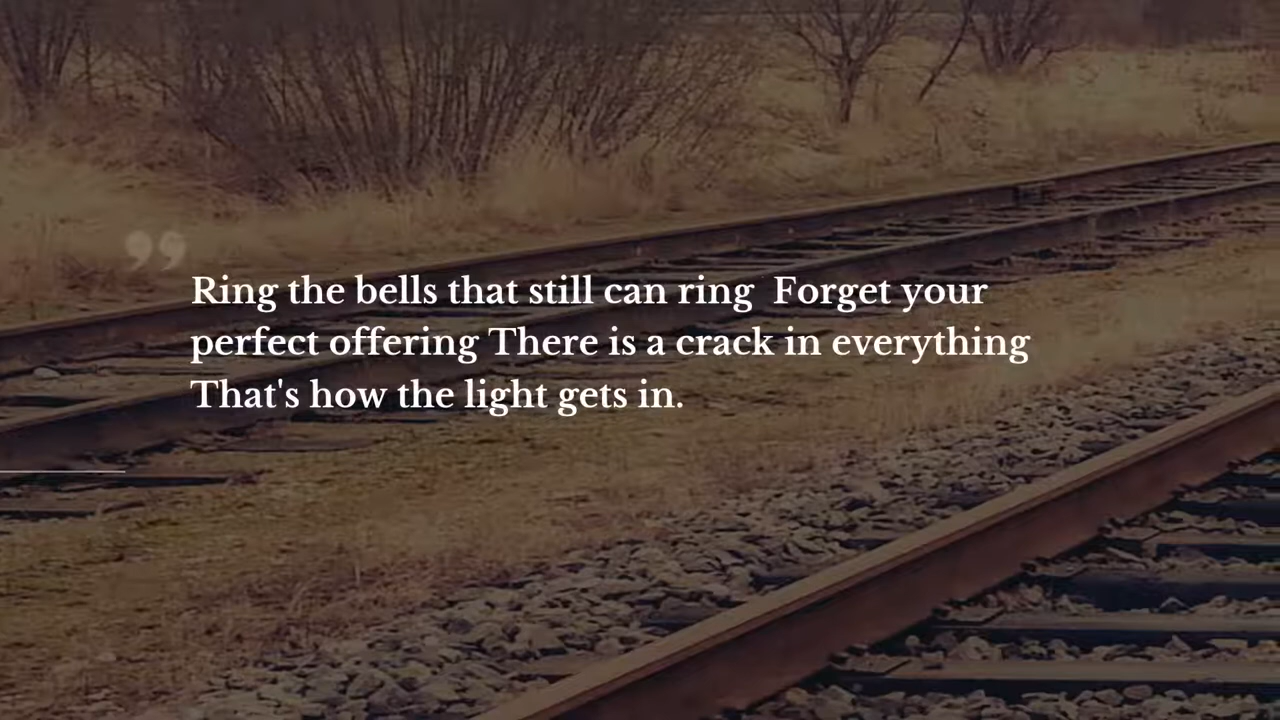 ”
Ring the bells that still can ring  Forget your
perfect offering There is a crack in everything
That's how the light gets in.